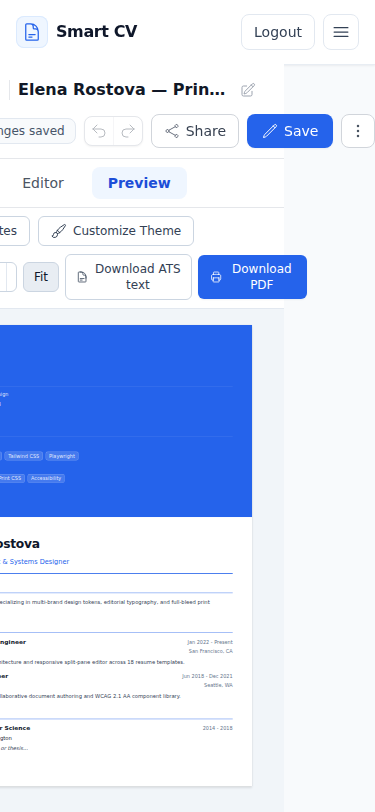 Smart CV
Logout
Elena Rostova — Prin…
nges saved
Share
Save
Editor
Preview
tes
Customize Theme
Fit
Download ATS
text
Download
PDF
sign
Tailwind CSS
Playwright
Print CSS
Accessibility
ostova
& Systems Designer
ecializing in multi-brand design tokens, editorial typography, and full-bleed print
ngineer
Jan 2022 - Present
San Francisco, CA
hitecture and responsive split-pane editor across 18 resume templates.
er
Jun 2018 - Dec 2021
Seattle, WA
llaborative document authoring and WCAG 2.1 AA component library.
r Science
2014 - 2018
gton
or thesis...